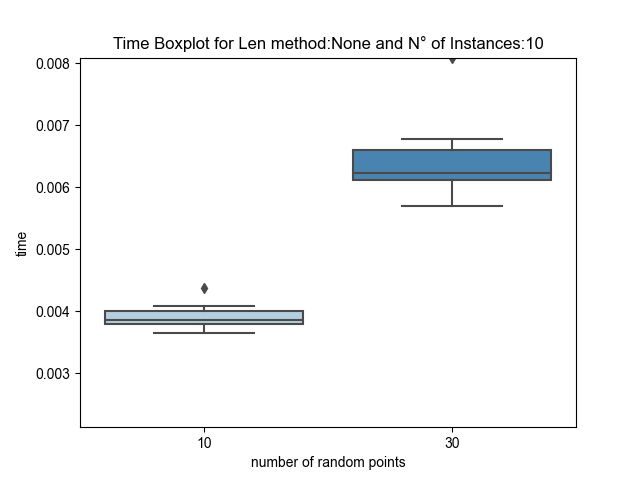 Time Boxplot for Len method:None and N° of Instances:10
0.008
0.007
0.006
0.005
0.004
0.003
time
10
30
number of random points